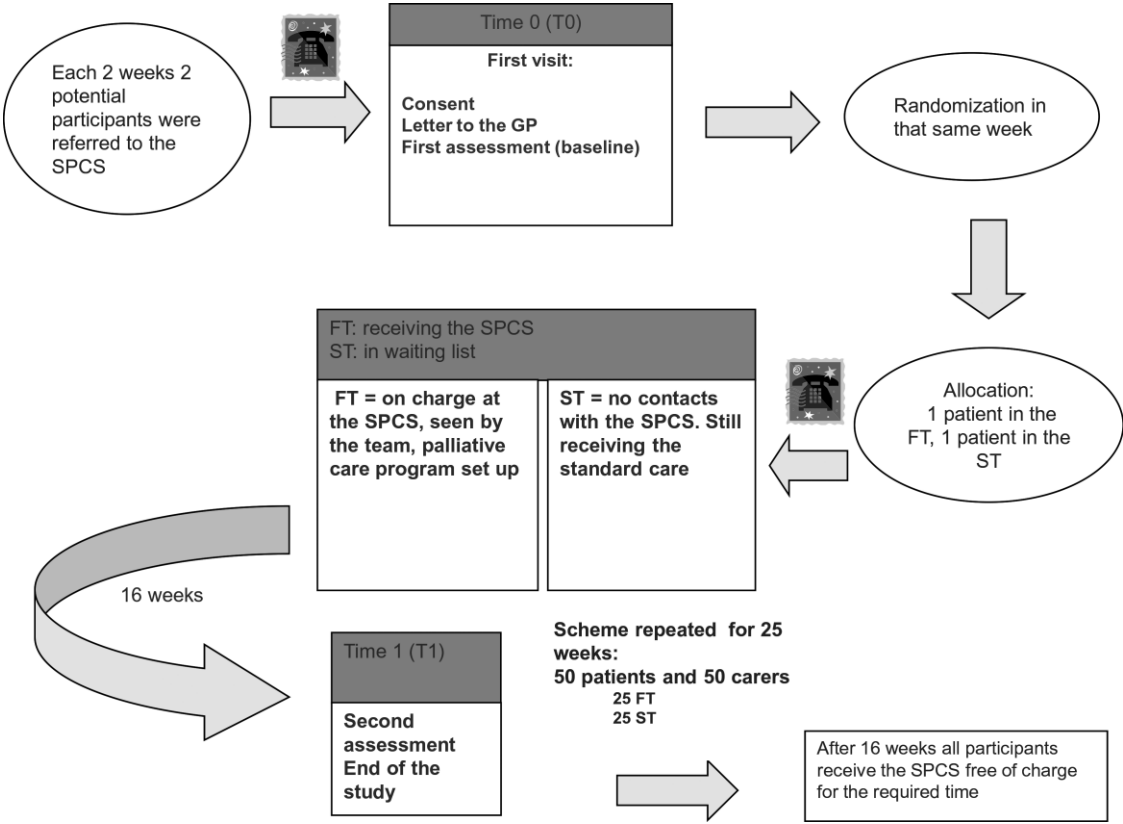 Each 2 weeks 2
potential
participants were
referred to the
SPCS
Time 0 (T0)
First visit:
Consent
Letter to the GP
First assessment (baseline)
Randomization in
that same week
Allocation:
1 patient in the
FT, 1 patient in the
ST
FT: receiving the SPCS
ST: in waiting list
FT = on charge at
the SPCS, seen by
the team, palliative
care program set up
ST = no contacts
with the SPCS. Still
receiving the
standard care
16 weeks
Time 1 (T1)
Second
assessment
End of the
study
Scheme repeated for 25
weeks:
50 patients and 50 carers
25 FT
25 ST
After 16 weeks all participants
receive the SPCS free of charge
for the required time